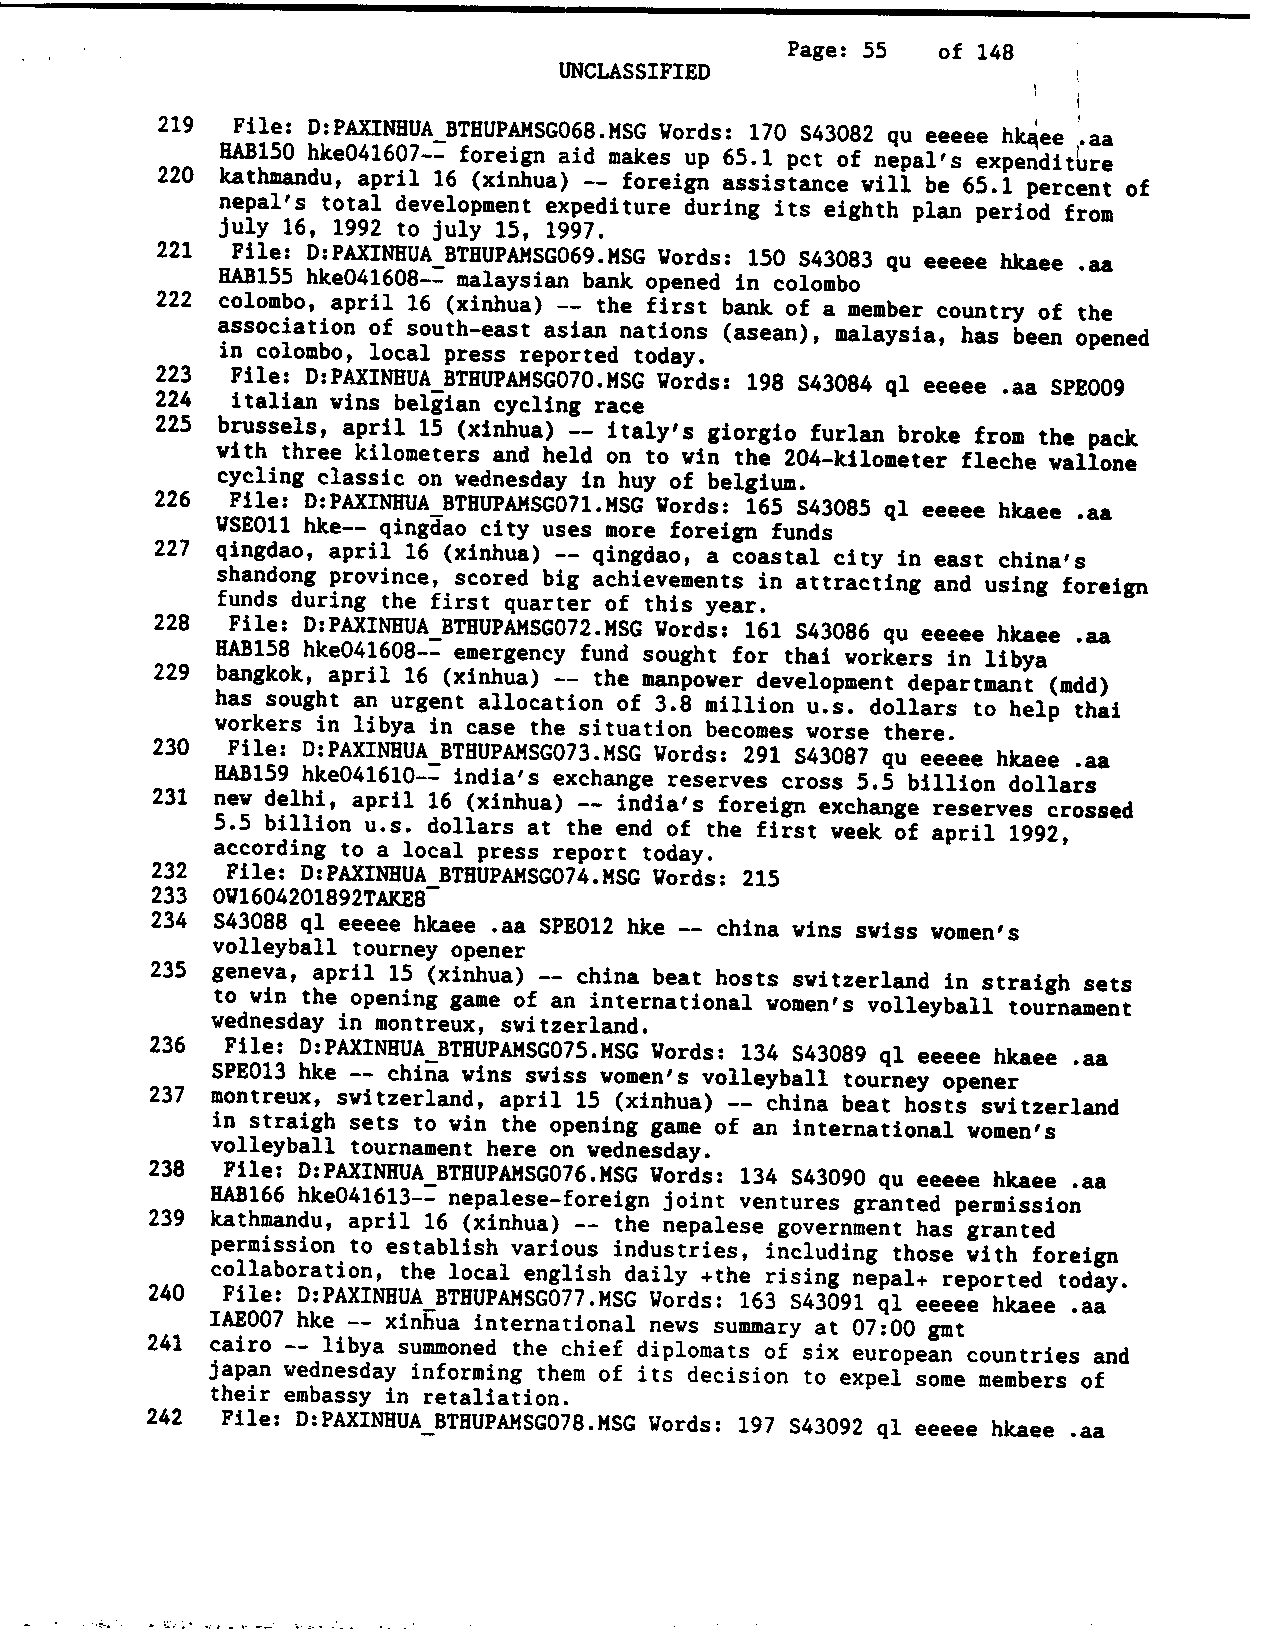 Page: 55 of 148
UNCLASSIFIED
219 File: D:PAXINHUA_BTHUPAMSG068.MSG Words: 170 S43082 qu eeeee hkaee .aa
HAB150 hke041607-- foreign aid makes up 65.1 pct of nepal's expenditure
220 kathmandu, april 16 (xinhua) -- foreign assistance will be 65.1 percent of
nepal's total development expediture during its eighth plan period from
july 16, 1992 to july 15, 1997.
221 File: D:PAXINHUA_BTHUPAMSG069.MSG Words: 150 S43083 qu eeeee hkaee .aa
HAB155 hke041608-- malaysian bank opened in colombo
222 colombo, april 16 (xinhua) -- the first bank of a member country of the
association of south-east asian nations (asean), malaysia, has been opened
in colombo, local press reported today.
223 File: D:PAXINHUA_BTHUPAMSG070.MSG Words: 198 S43084 ql eeeee .aa SPE009
224 italian wins belgian cycling race
225 brussels, april 15 (xinhua) -- italy's giorgio furlan broke from the pack
with three kilometers and held on to win the 204-kilometer fleche wallone
cycling classic on wednesday in huy of belgium.
226 File: D:PAXINHUA_BTHUPAMSG071.MSG Words: 165 S43085 ql eeeee hkaee .aa
WSE011 hke-- qingdao city uses more foreign funds
227 qingdao, april 16 (xinhua) -- qingdao, a coastal city in east china's
shandong province, scored big achievements in attracting and using foreign
funds during the first quarter of this year.
228 File: D:PAXINHUA_BTHUPAMSG072.MSG Words: 161 S43086 qu eeeee hkaee .aa
HAB158 hke041608-- emergency fund sought for thai workers in libya
229 bangkok, april 16 (xinhua) -- the manpower development departmant (mdd)
has sought an urgent allocation of 3.8 million u.s. dollars to help thai
workers in libya in case the situation becomes worse there.
230 File: D:PAXINHUA_BTHUPAMSG073.MSG Words: 291 S43087 qu eeeee hkaee .aa
HAB159 hke041610-- india's exchange reserves cross 5.5 billion dollars
231 new delhi, april 16 (xinhua) -- india's foreign exchange reserves crossed
5.5 billion u.s. dollars at the end of the first week of april 1992,
according to a local press report today.
232 File: D:PAXINHUA_BTHUPAMSG074.MSG Words: 215
233 OW1604201892TAKE8
234 S43088 ql eeeee hkaee .aa SPE012 hke -- china wins swiss women's
volleyball tourney opener
235 geneva, april 15 (xinhua) -- china beat hosts switzerland in straigh sets
to win the opening game of an international women's volleyball tournament
wednesday in montreux, switzerland.
236 File: D:PAXINHUA_BTHUPAMSG075.MSG Words: 134 S43089 ql eeeee hkaee .aa
SPE013 hke -- china wins swiss women's volleyball tourney opener
237 montreux, switzerland, april 15 (xinhua) -- china beat hosts switzerland
in straigh sets to win the opening game of an international women's
volleyball tournament here on wednesday.
238 File: D:PAXINHUA_BTHUPAMSG076.MSG Words: 134 S43090 qu eeeee hkaee .aa
HAB166 hke041613-- nepalese-foreign joint ventures granted permission
239 kathmandu, april 16 (xinhua) -- the nepalese government has granted
permission to establish various industries, including those with foreign
collaboration, the local english daily +the rising nepal+ reported today.
240 File: D:PAXINHUA_BTHUPAMSG077.MSG Words: 163 S43091 ql eeeee hkaee .aa
IAE007 hke -- xinhua international news summary at 07:00 gmt
241 cairo -- libya summoned the chief diplomats of six european countries and
japan wednesday informing them of its decision to expel some members of
their embassy in retaliation.
242 File: D:PAXINHUA_BTHUPAMSG078.MSG Words: 197 S43092 ql eeeee hkaee .aa